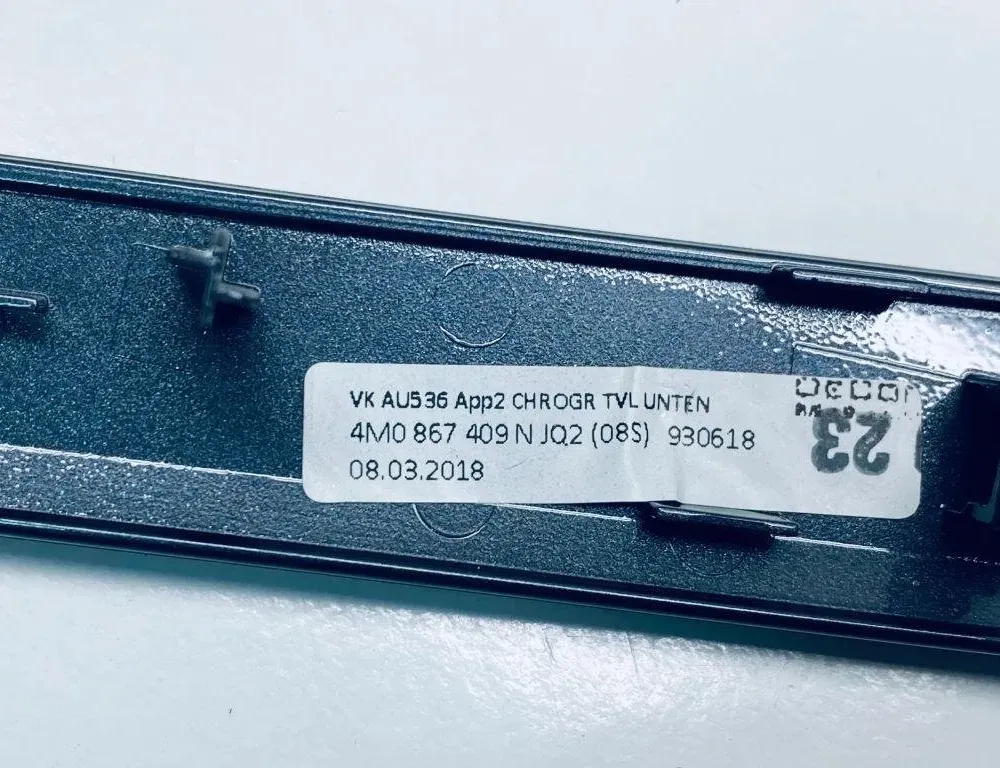 VK AU536 App2 CHROGR TVL UNTEN
4M0 867 409 N JQ2 (08S) 930618
08.03.2018
23